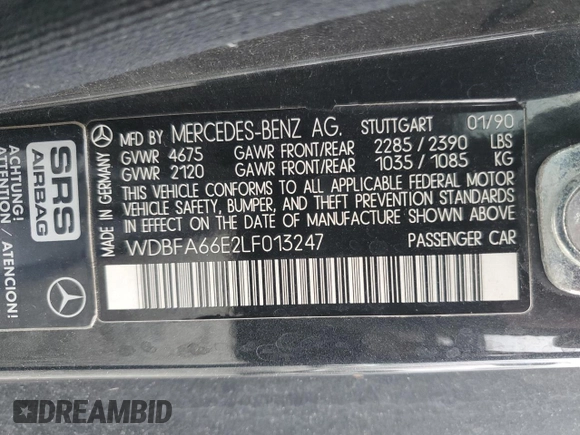 ACHTUNG!
ATTENTION /
/ ATENCION!
SRS
AIRBAG
MADE IN GERMANY
MFD BY MERCEDES-BENZ AG. STUTTGART 01/90
GVWR 4675 GAWR FRONT/REAR 2285 / 2390 LBS
GVWR 2120 GAWR FRONT/REAR 1035 / 1085 KG
THIS VEHICLE CONFORMS TO ALL APPLICABLE FEDERAL MOTOR
VEHICLE SAFETY, BUMPER, AND THEFT PREVENTION STANDARDS
IN EFFECT ON THE DATE OF MANUFACTURE SHOWN ABOVE.
WDBFA66E2LF013247 PASSENGER CAR
DREAMBID